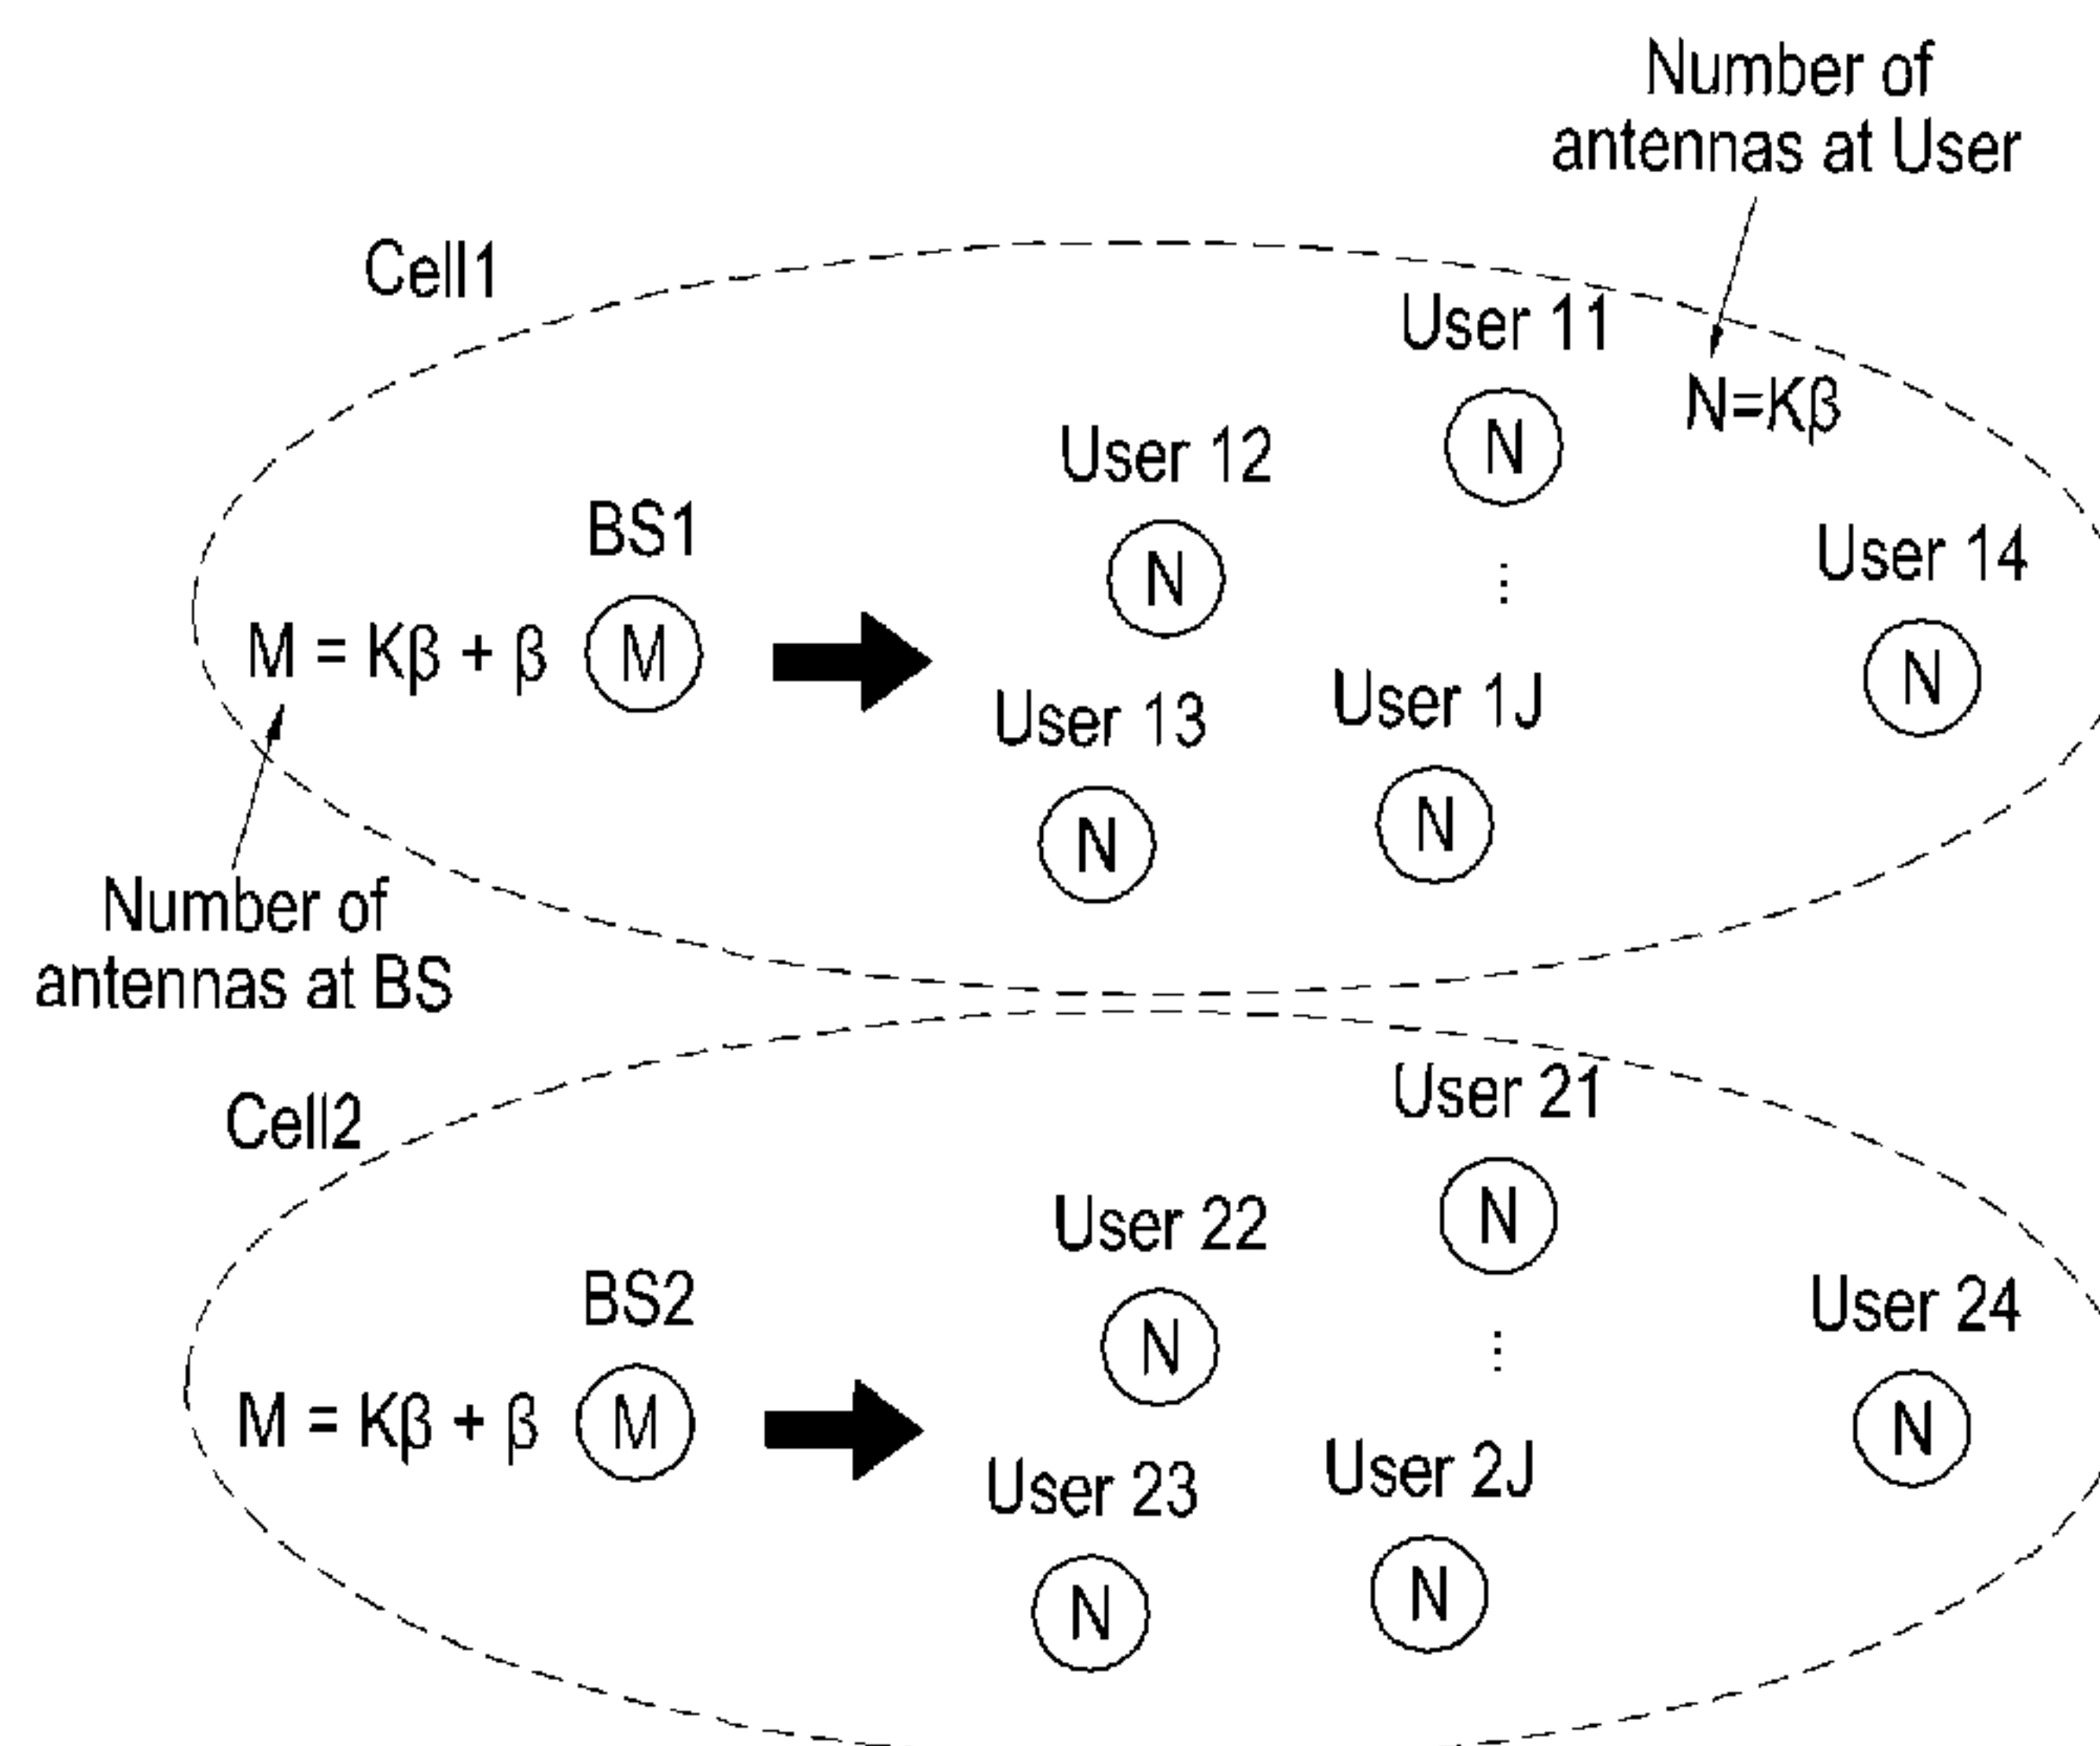 Number of
antennas at User
Cell1
User 11
N=Kβ
User 12
N
N
BS1
User 14
⋮
M = Kβ + β
M
N
User 13
User 1J
N
N
Number of
antennas at BS
Cell2
User 21
User 22
N
BS2
N
User 24
⋮
M = Kβ + β
M
N
User 23
User 2J
N
N